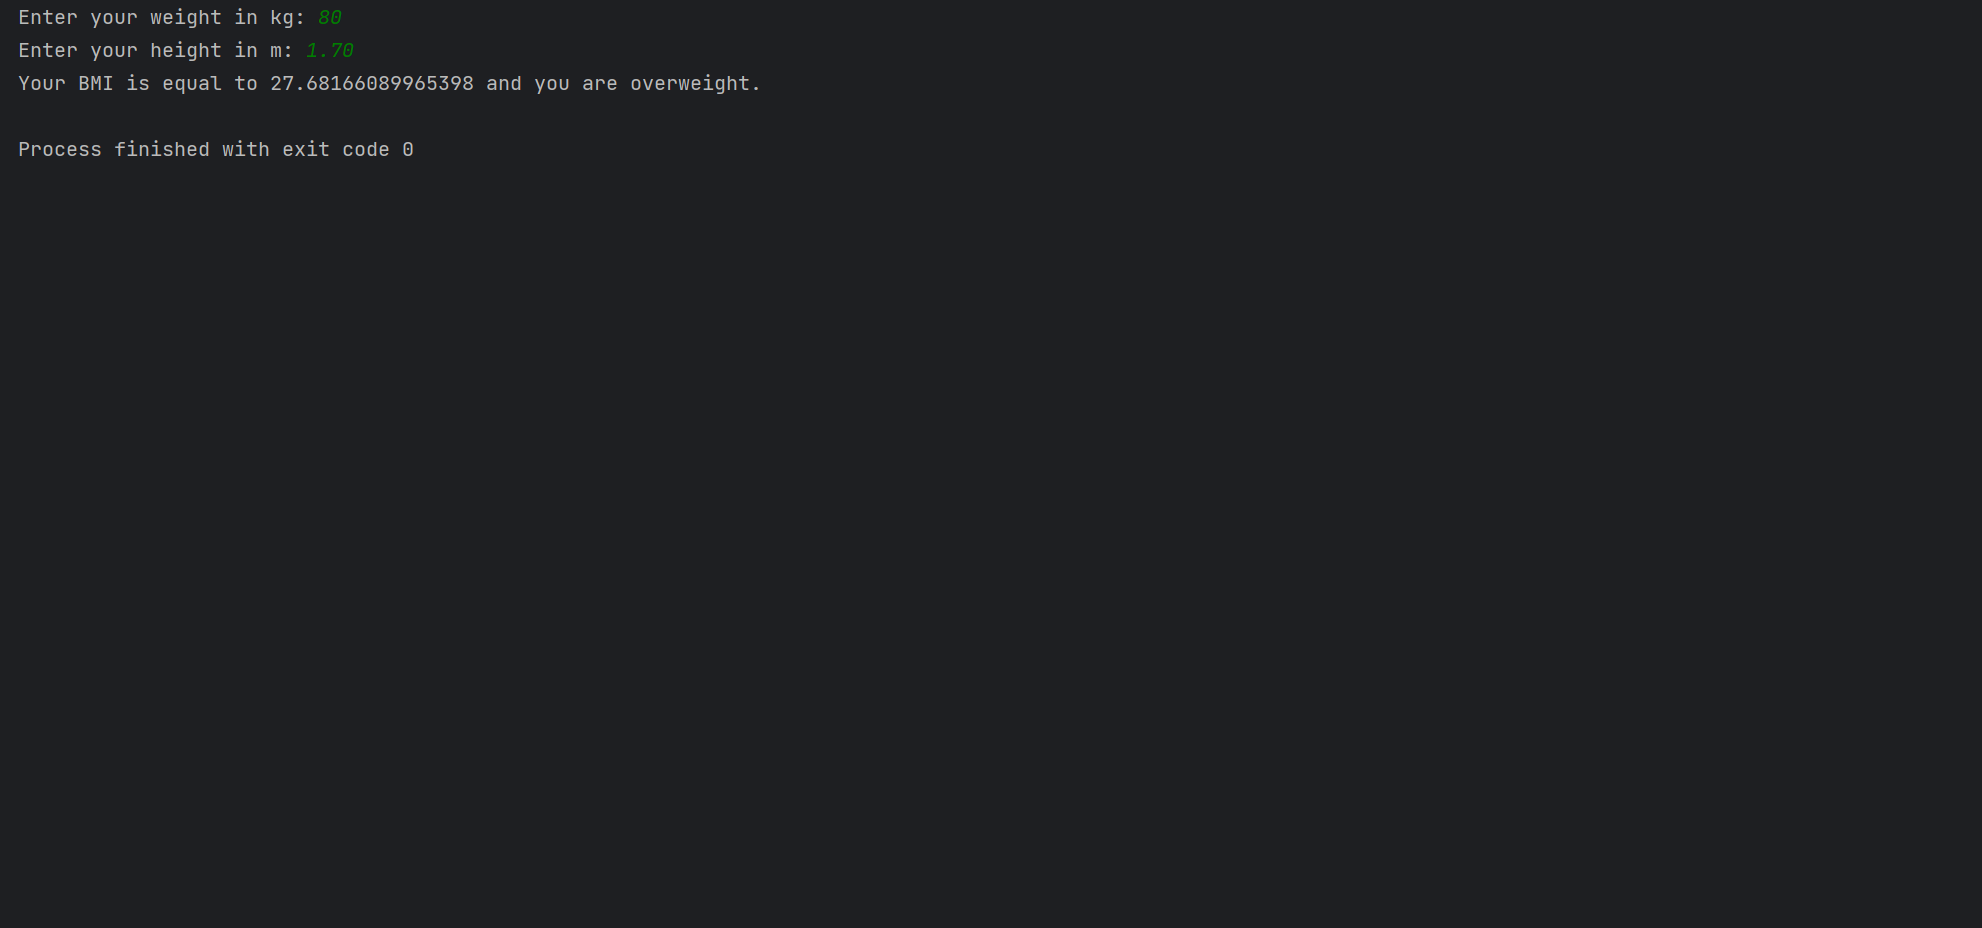 Enter your weight in kg: 80
Enter your height in m: 1.70
Your BMI is equal to 27.68166089965398 and you are overweight.
Process finished with exit code 0